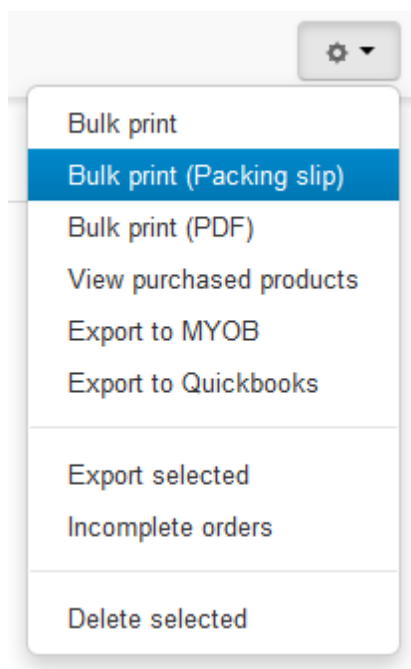 Bulk print
Bulk print (Packing slip)
Bulk print (PDF)
View purchased products
Export to MYOB
Export to Quickbooks
Export selected
Incomplete orders
Delete selected